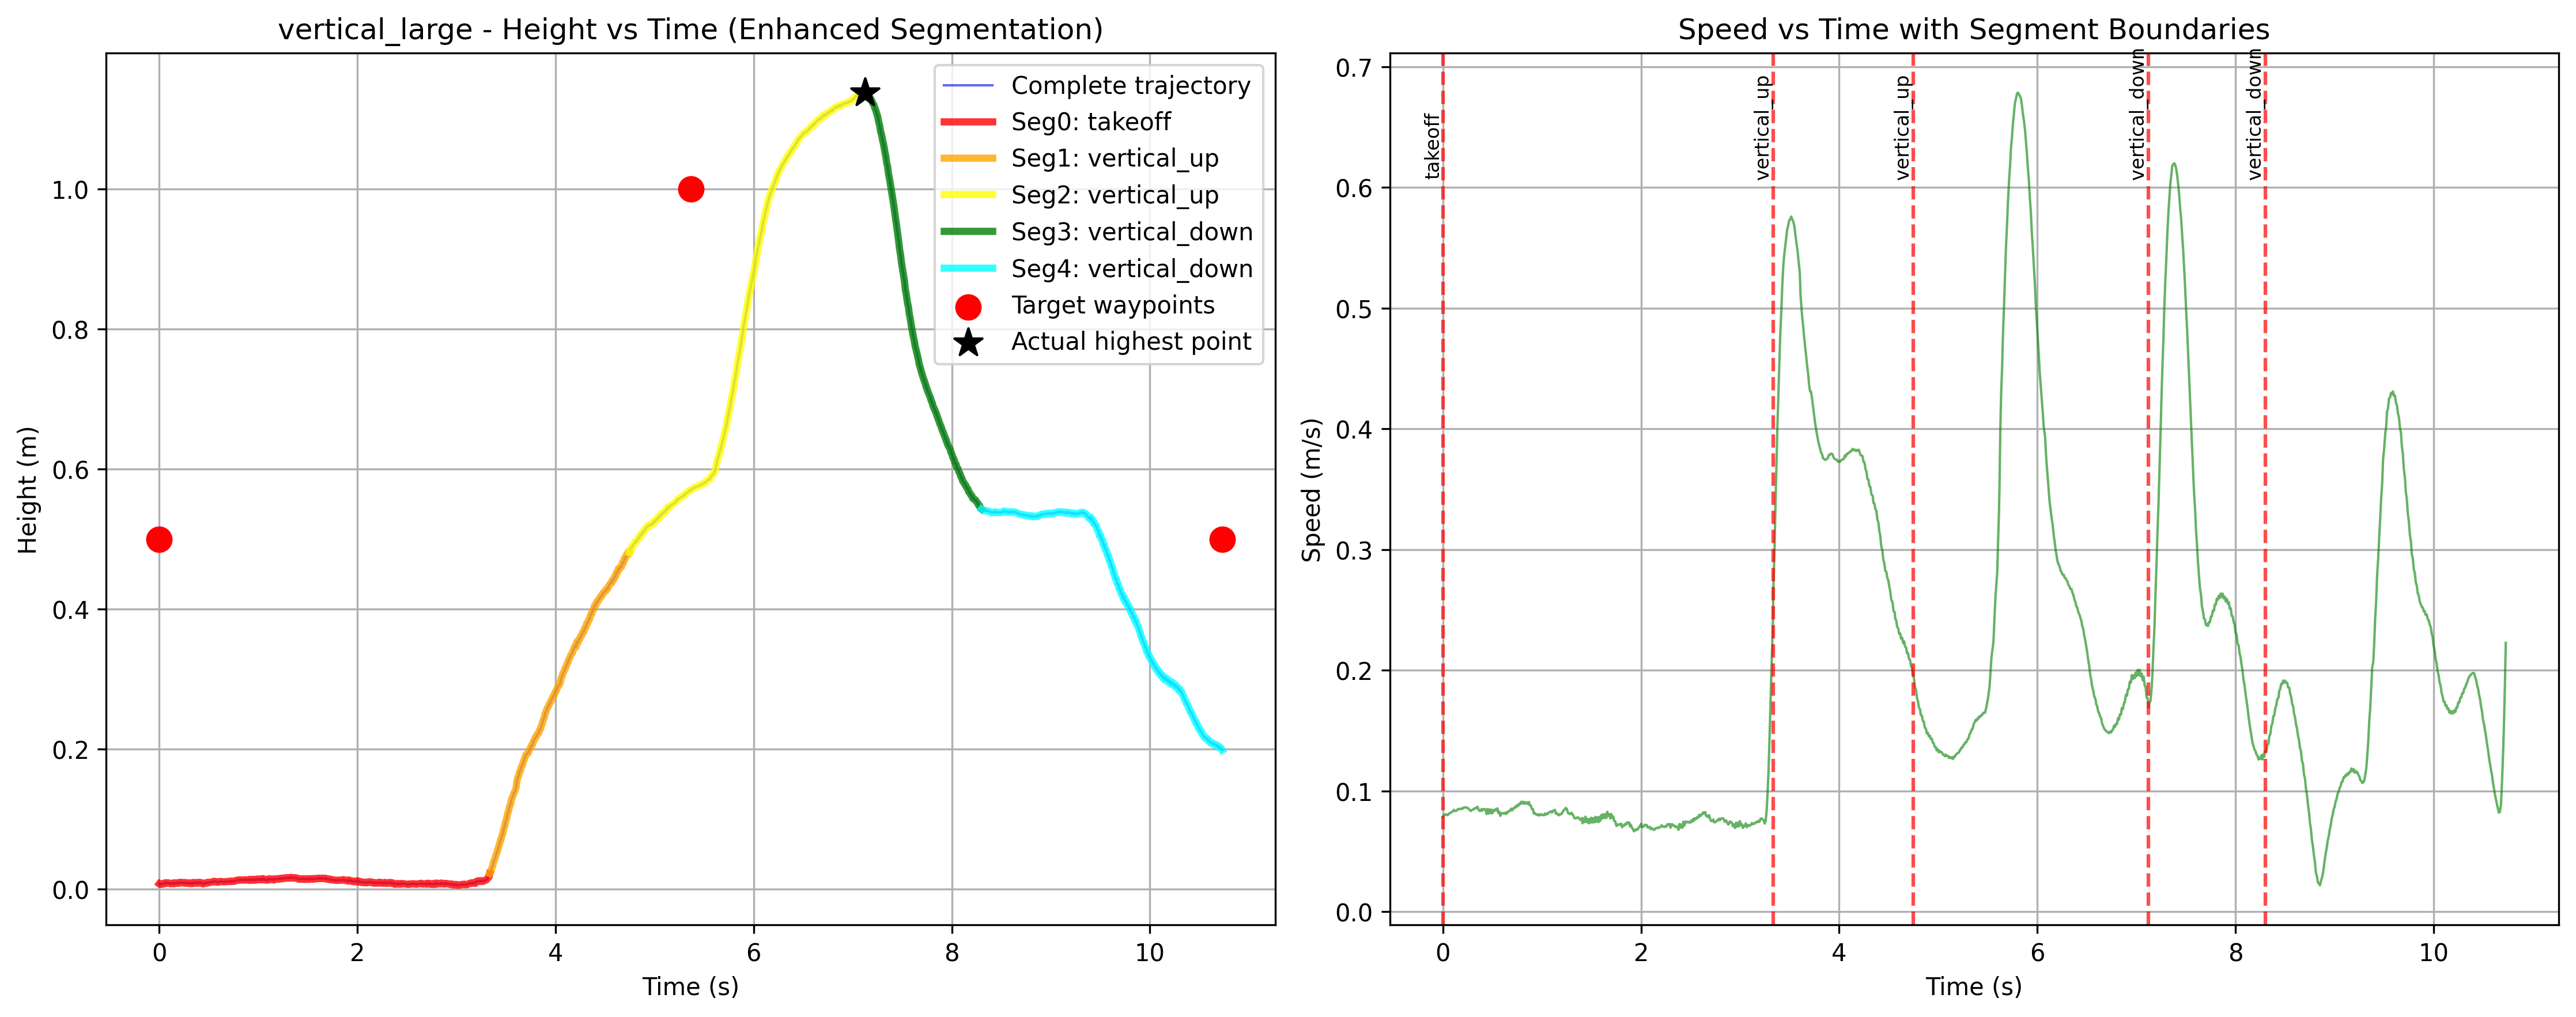 vertical_large - Height vs Time (Enhanced Segmentation)
Height (m)
1.0
0.8
0.6
0.4
0.2
0.0
0 2 4 6 8 10
Time (s)
Complete trajectory
Seg0: takeoff
Seg1: vertical_up
Seg2: vertical_up
Seg3: vertical_down
Seg4: vertical_down
Target waypoints
Actual highest point
Speed vs Time with Segment Boundaries
Speed (m/s)
0.7
0.6
0.5
0.4
0.3
0.2
0.1
0.0
takeoff
vertical_up
vertical_up
vertical_down
vertical_down
0 2 4 6 8 10
Time (s)